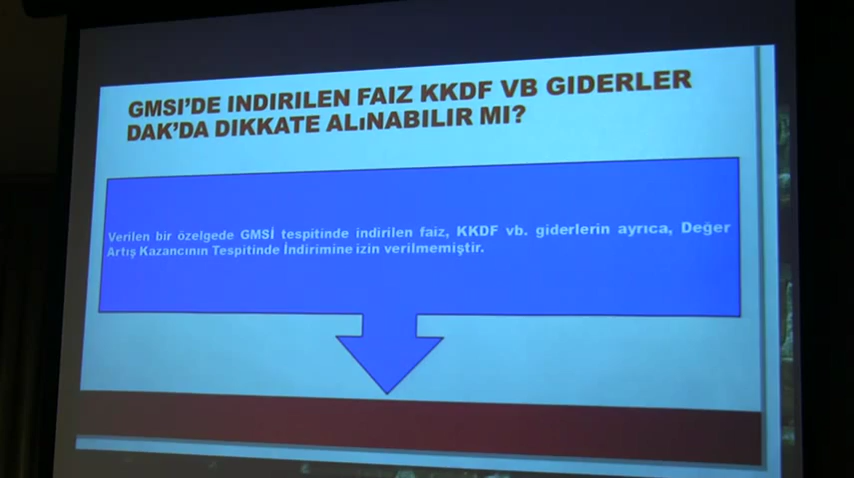 GMSI’DE INDIRILEN FAIZ KKDF VB GIDERLER
DAK’DA DIKKATE ALıNABILIR MI?
Verilen bir özelgede GMSİ tespitinde indirilen faiz, KKDF vb. giderlerin ayrıca, Değer
Artış Kazancının Tespitinde İndirimine izin verilmemiştir.